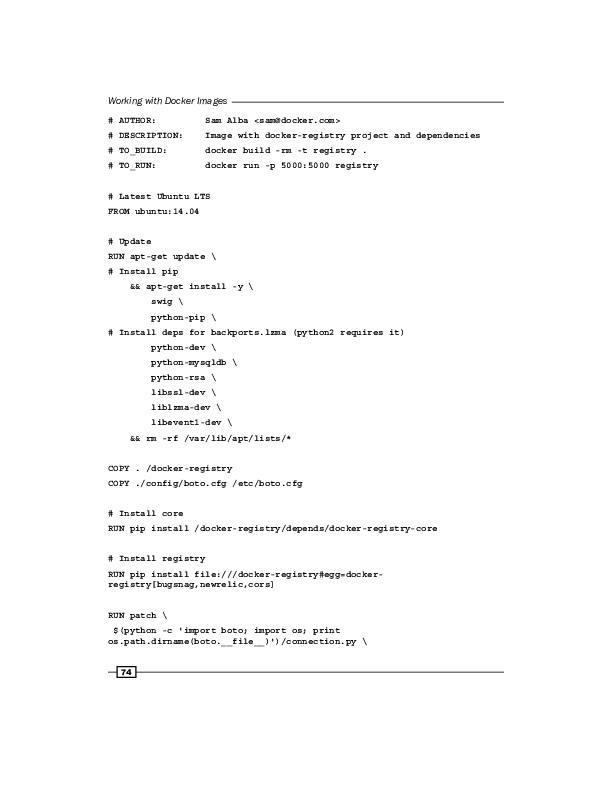 Working with Docker Images
# AUTHOR:         Sam Alba <sam@docker.com>
# DESCRIPTION:    Image with docker-registry project and dependencies
# TO_BUILD:       docker build -rm -t registry .
# TO_RUN:         docker run -p 5000:5000 registry
# Latest Ubuntu LTS
FROM ubuntu:14.04
# Update
RUN apt-get update \
# Install pip
    && apt-get install -y \
        swig \
        python-pip \
# Install deps for backports.lzma (python2 requires it)
        python-dev \
        python-mysqldb \
        python-rsa \
        libssl-dev \
        liblzma-dev \
        libevent1-dev \
    && rm -rf /var/lib/apt/lists/*
COPY . /docker-registry
COPY ./config/boto.cfg /etc/boto.cfg
# Install core
RUN pip install /docker-registry/depends/docker-registry-core
# Install registry
RUN pip install file:///docker-registry#egg=docker-
registry[bugsnag,newrelic,cors]
RUN patch \
 $(python -c 'import boto; import os; print
os.path.dirname(boto.__file__)')/connection.py \
74